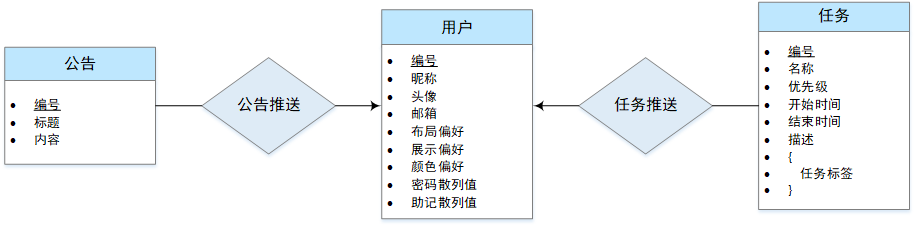 公告
编号
标题
内容
公告推送
用户
编号
昵称
头像
邮箱
布局偏好
展示偏好
颜色偏好
密码散列值
助记散列值
任务推送
任务
编号
名称
优先级
开始时间
结束时间
描述
{
任务标签
}